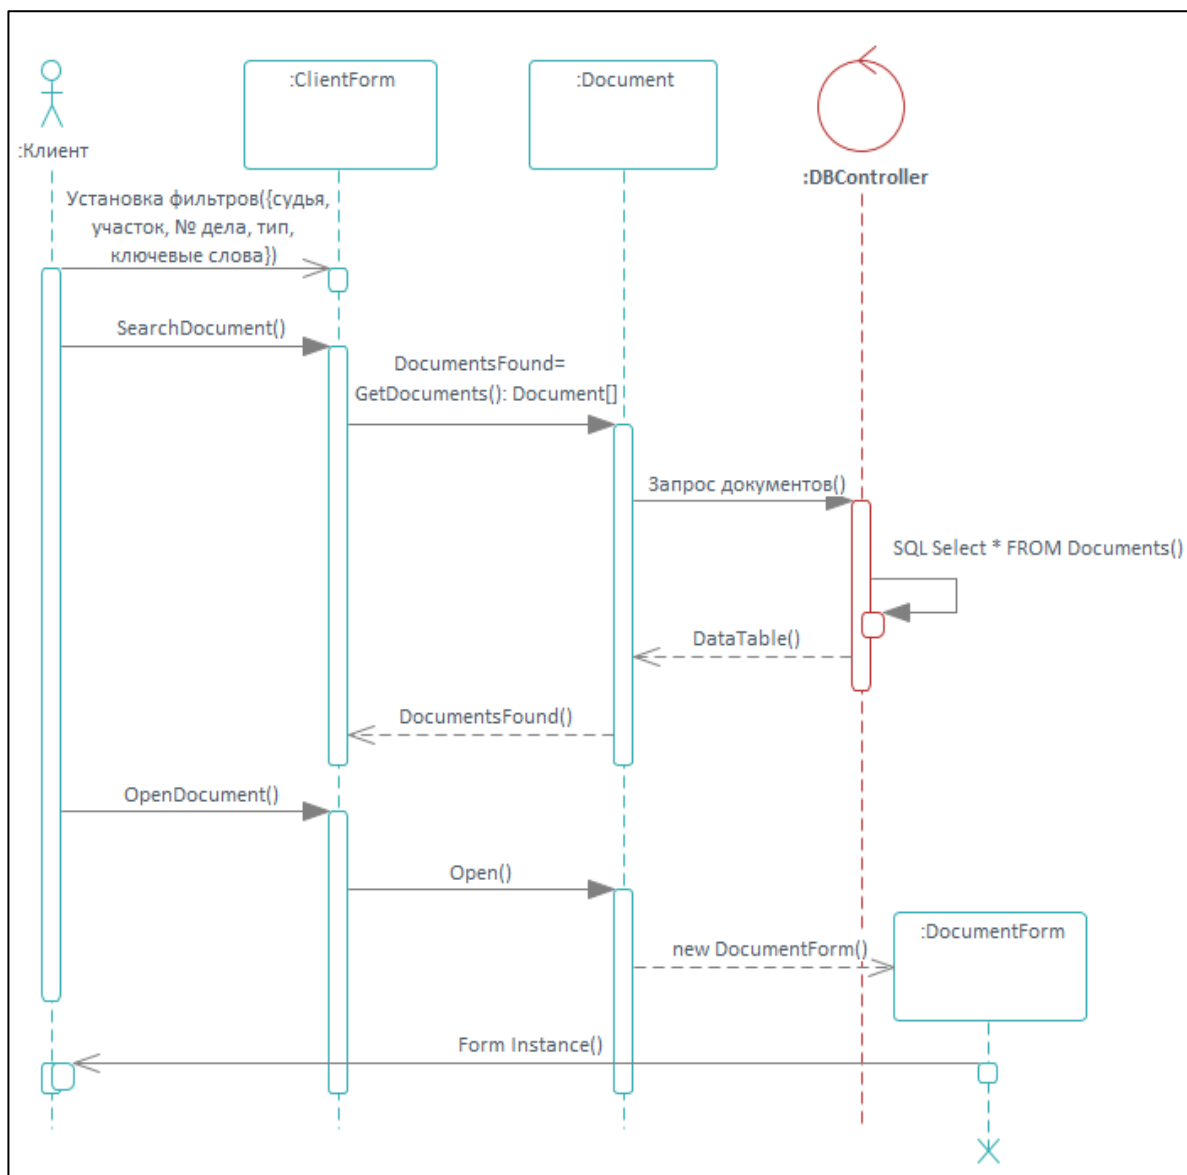 :ClientForm
:Document
:Клиент
:DBController
Установка фильтров({судья,
участок, № дела, тип,
ключевые слова})
SearchDocument()
DocumentsFound=
GetDocuments(): Document[]
Запрос документов()
SQL Select * FROM Documents()
DataTable()
DocumentsFound()
OpenDocument()
Open()
:DocumentForm
new DocumentForm()
Form Instance()